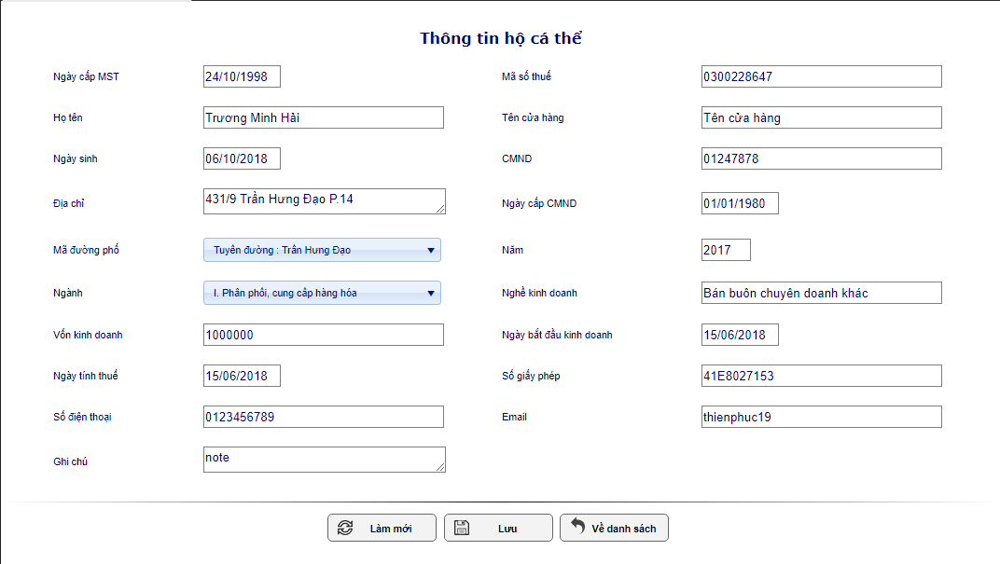 Thông tin hộ cá thể
Ngày cấp MST 24/10/1998 Mã số thuế 0300228647
Họ tên Trương Minh Hải Tên cửa hàng Tên cửa hàng
Ngày sinh 06/10/2018 CMND 01247878
Địa chỉ 431/9 Trần Hưng Đạo P.14 Ngày cấp CMND 01/01/1980
Mã đường phố Tuyến đường : Trần Hưng Đạo Năm 2017
Ngành I. Phân phối, cung cấp hàng hóa Nghề kinh doanh Bán buôn chuyên doanh khác
Vốn kinh doanh 1000000 Ngày bắt đầu kinh doanh 15/06/2018
Ngày tính thuế 15/06/2018 Số giấy phép 41E8027153
Số điện thoại 0123456789 Email thienphuc19
Ghi chú note
Làm mới Lưu Về danh sách